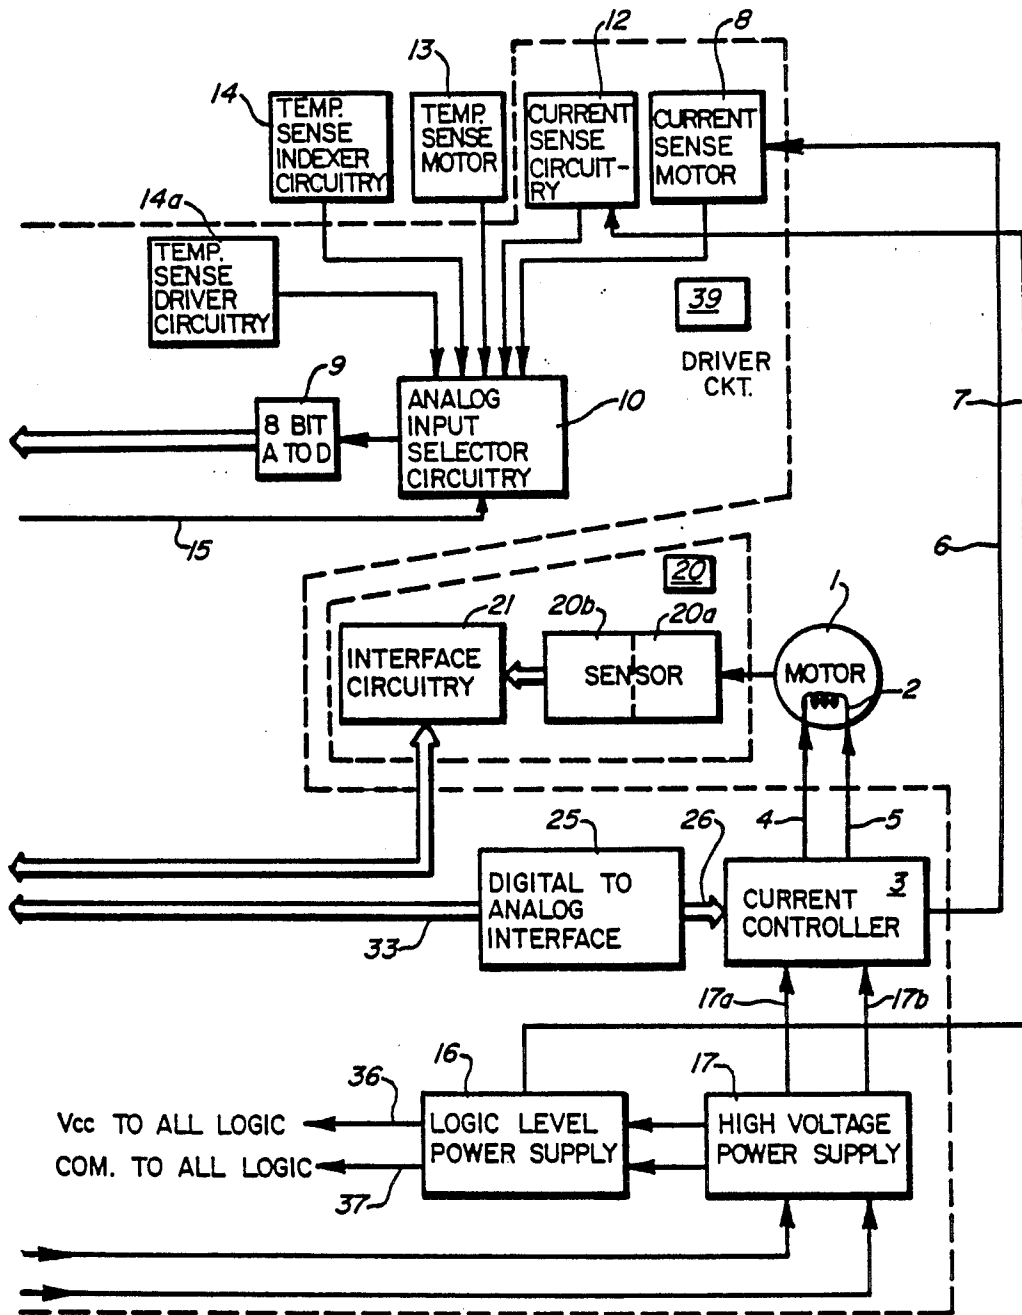 12
8
13
14
TEMP.
SENSE
INDEXER
CIRCUITRY
TEMP.
SENSE
MOTOR
CURRENT
SENSE
CIRCUIT-
RY
CURRENT
SENSE
MOTOR
14a
TEMP.
SENSE
DRIVER
CIRCUITRY
39
DRIVER
CKT.
9
8 BIT
A TO D
ANALOG
INPUT
SELECTOR
CIRCUITRY
10
7
15
6
20
1
21
20b
20a
INTERFACE
CIRCUITRY
SENSOR
MOTOR
2
4
5
25
26
DIGITAL TO
ANALOG
INTERFACE
3
CURRENT
CONTROLLER
33
17a
17b
16
17
36
Vcc TO ALL LOGIC
LOGIC LEVEL
POWER SUPPLY
HIGH VOLTAGE
POWER SUPPLY
COM. TO ALL LOGIC
37